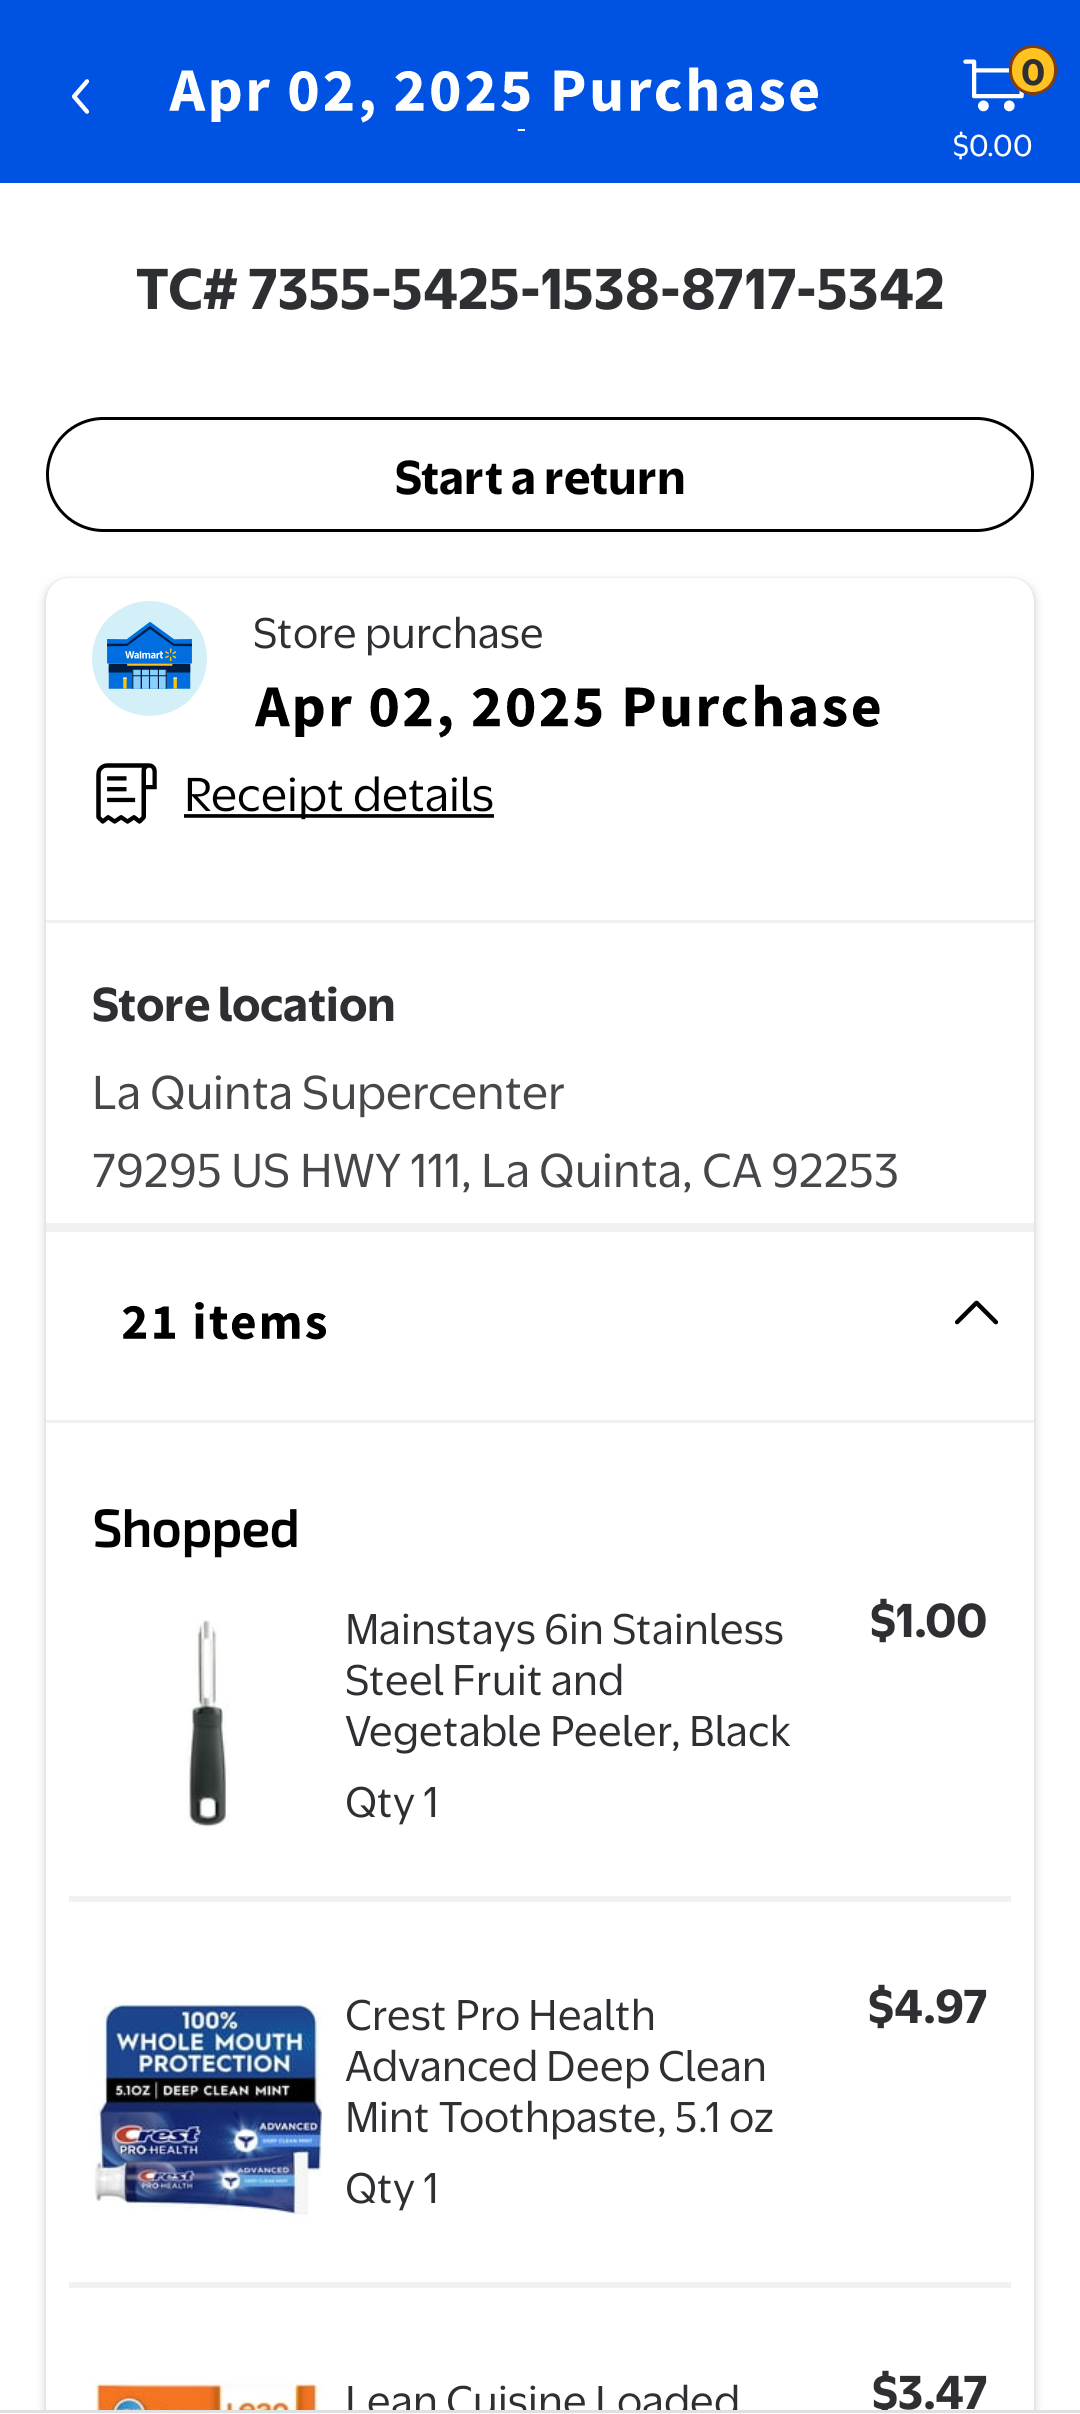 Apr 02, 2025 Purchase
0
$0.00
TC# 7355-5425-1538-8717-5342
Start a return
Walmart
Store purchase
Apr 02, 2025 Purchase
Receipt details
Store location
La Quinta Supercenter
79295 US HWY 111, La Quinta, CA 92253
21 items
Shopped
Mainstays 6in Stainless
Steel Fruit and
Vegetable Peeler, Black
$1.00
Qty 1
100%
WHOLE MOUTH
PROTECTION
5.1OZ | DEEP CLEAN MINT
Crest
PRO-HEALTH
ADVANCED
Crest
PRO-HEALTH
ADVANCED
Crest Pro Health
Advanced Deep Clean
Mint Toothpaste, 5.1 oz
$4.97
Qty 1
Lean Cuisine Loaded
$3.47